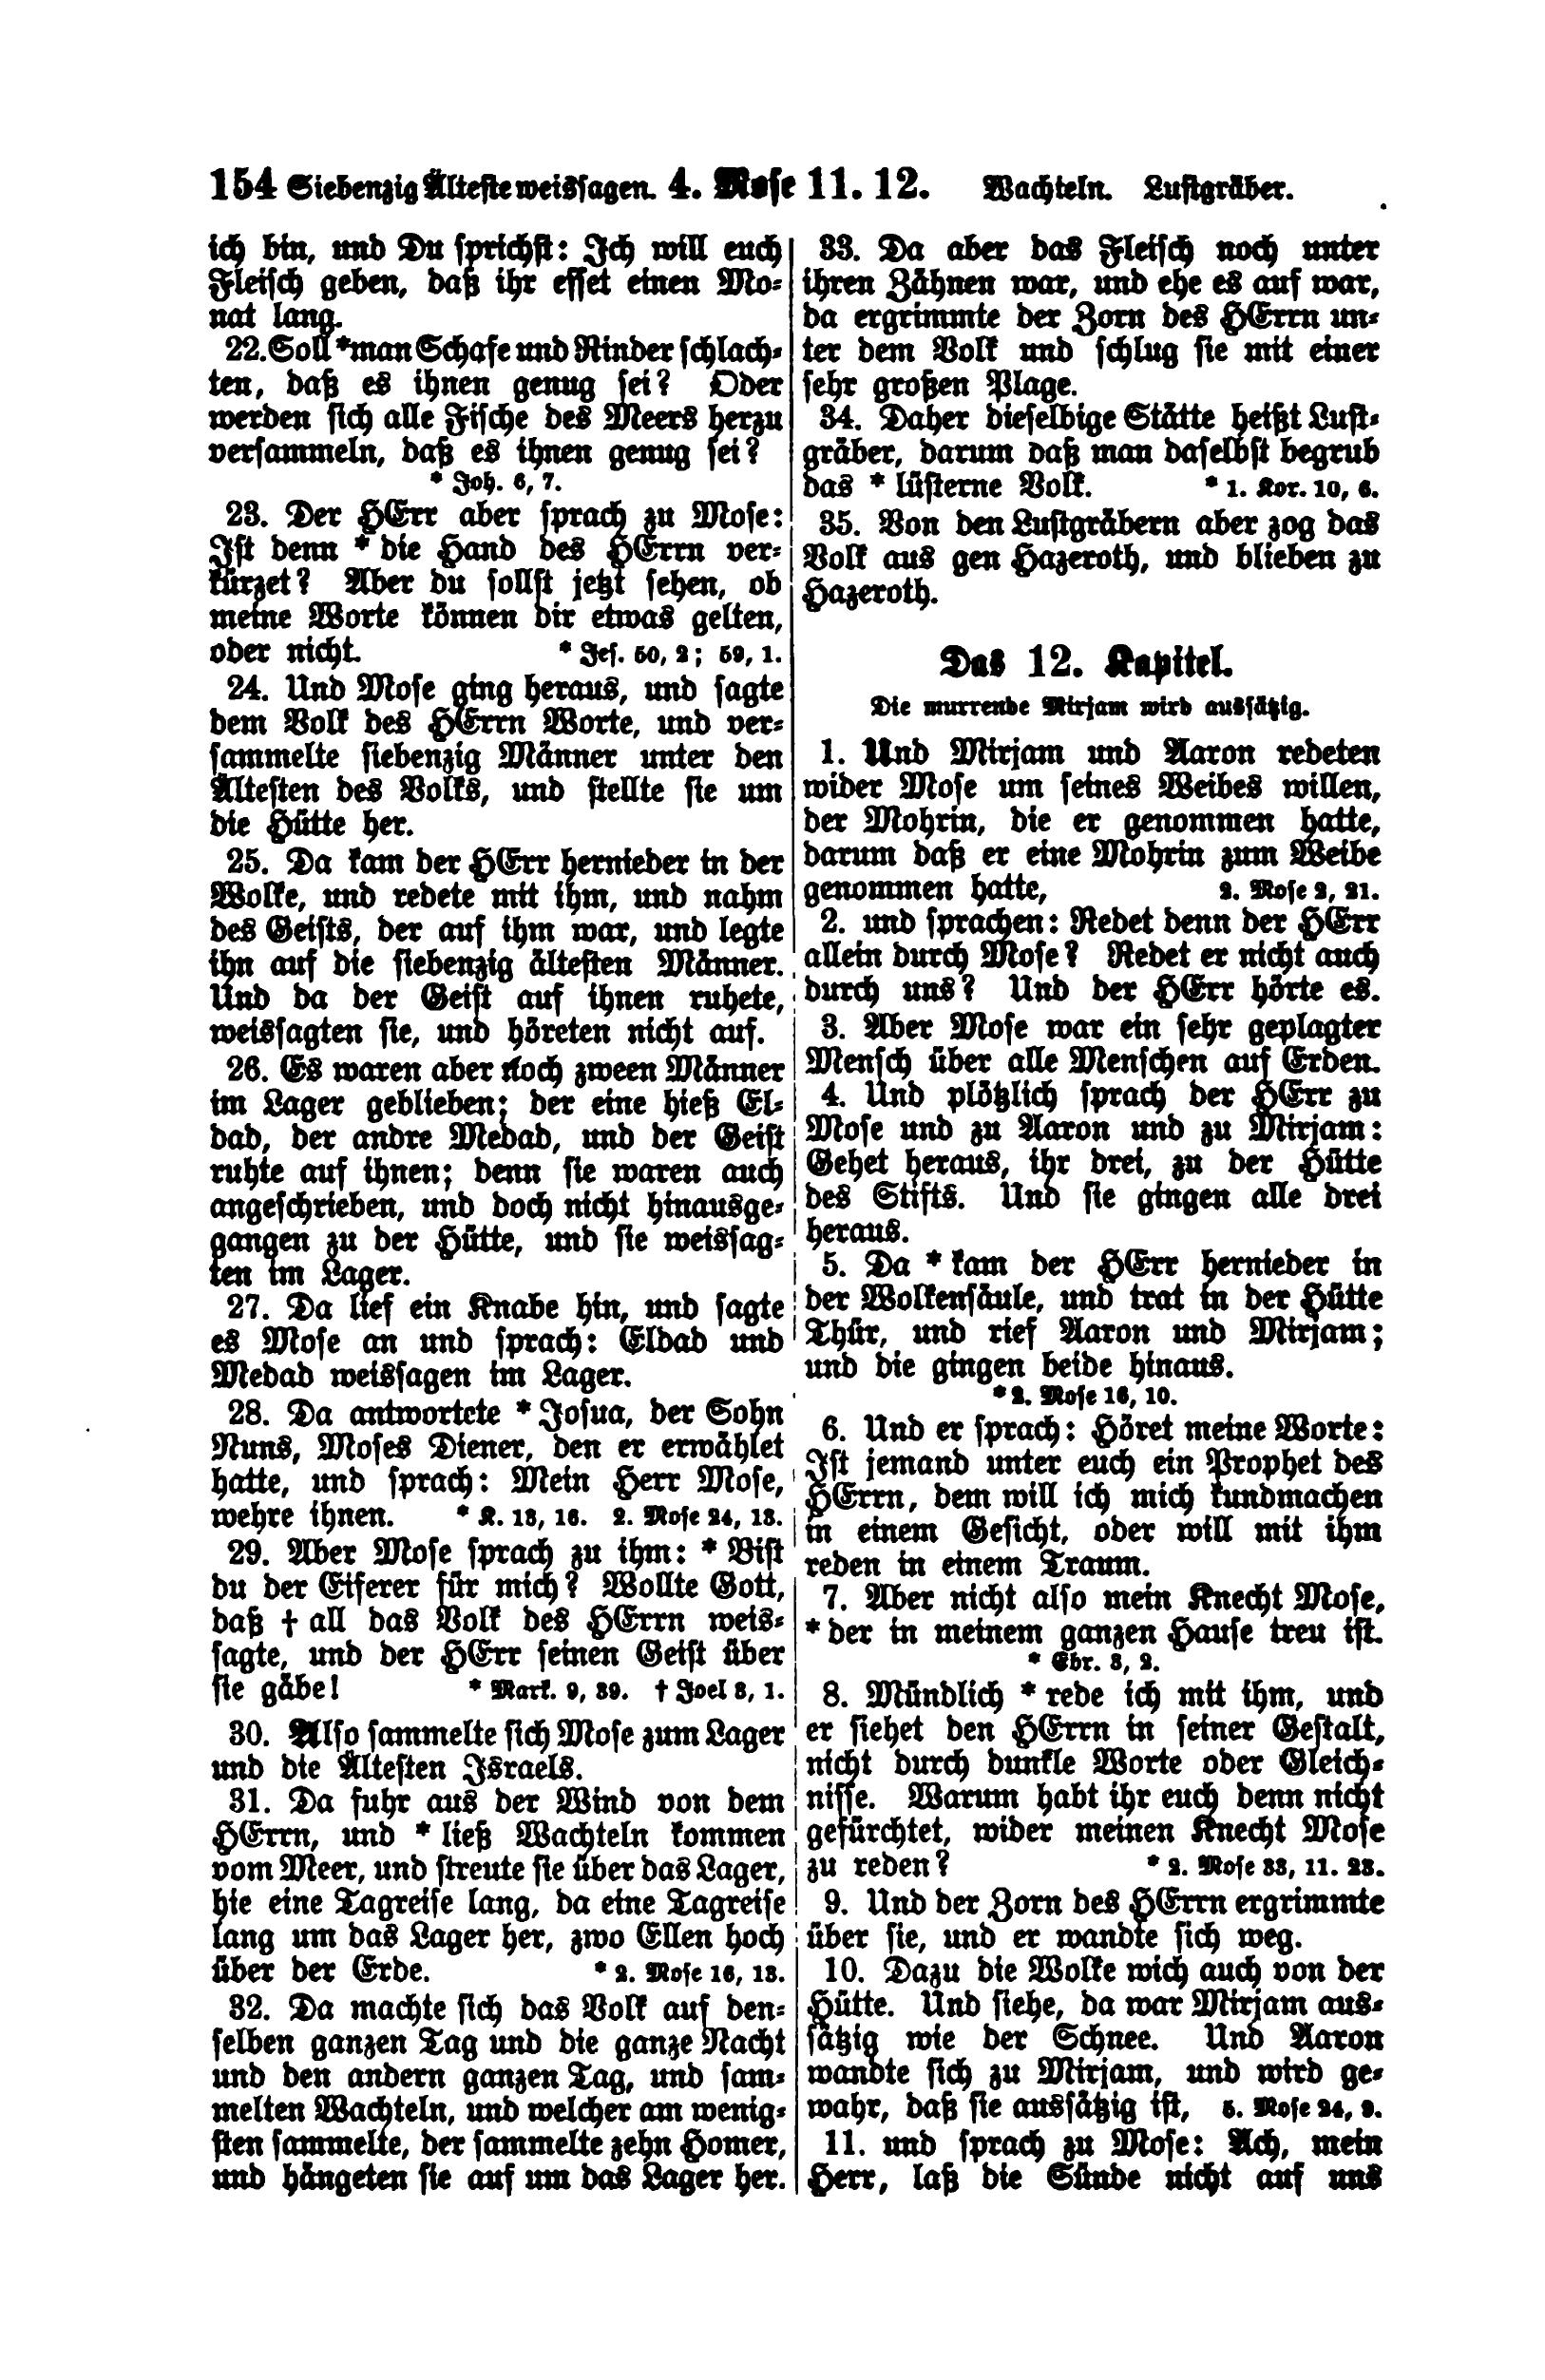 154 Siebenzig Älteste weissagen. 4. Mose 11. 12. Wachteln. Lustgräber.
ich bin, und Du sprichst: Ich will euch
Fleisch geben, daß ihr esset einen Mo-
nat lang.
22. Soll *man Schafe und Rinder schlach-
ten, daß es ihnen genug sei? Oder
werden sich alle Fische des Meers herzu
versammeln, daß es ihnen genug sei?
* Joh. 6, 7.
23. Der HErr aber sprach zu Mose:
Ist denn * die Hand des HErrn ver-
kürzet? Aber du sollst jetzt sehen, ob
meine Worte können dir etwas gelten,
oder nicht. * Jes. 50, 2; 59, 1.
24. Und Mose ging heraus, und sagte
dem Volk des HErrn Worte, und ver-
sammelte siebenzig Männer unter den
Ältesten des Volks, und stellte sie um
die Hütte her.
25. Da kam der HErr hernieder in der
Wolke, und redete mit ihm, und nahm
des Geists, der auf ihm war, und legte
ihn auf die siebenzig ältesten Männer.
Und da der Geist auf ihnen ruhete,
weissagten sie, und höreten nicht auf.
26. Es waren aber noch zween Männer
im Lager geblieben; der eine hieß El-
dad, der andre Medad, und der Geist
ruhte auf ihnen; denn sie waren auch
angeschrieben, und doch nicht hinausge-
gangen zu der Hütte, und sie weissag-
ten im Lager.
27. Da lief ein Knabe hin, und sagte
es Mose an und sprach: Eldad und
Medad weissagen im Lager.
28. Da antwortete * Josua, der Sohn
Nuns, Moses Diener, den er erwählet
hatte, und sprach: Mein Herr Mose,
wehre ihnen. * K. 13, 16. 2. Mose 24, 13.
29. Aber Mose sprach zu ihm: * Bist
du der Eiferer für mich? Wollte Gott,
daß † all das Volk des HErrn weis-
sagte, und der HErr seinen Geist über
sie gäbe! * Mark. 9, 39. † Joel 3, 1.
30. Also sammelte sich Mose zum Lager
und die Ältesten Israels.
31. Da fuhr aus der Wind von dem
HErrn, und * ließ Wachteln kommen
vom Meer, und streute sie über das Lager,
hie eine Tagreise lang, da eine Tagreise
lang um das Lager her, zwo Ellen hoch
über der Erde. * 2. Mose 16, 13.
32. Da machte sich das Volk auf den-
selben ganzen Tag und die ganze Nacht
und den andern ganzen Tag, und sam-
melten Wachteln, und welcher am wenig-
sten sammelte, der sammelte zehn Homer,
und hängeten sie auf um das Lager her.
33. Da aber das Fleisch noch unter
ihren Zähnen war, und ehe es auf war,
da ergrimmte der Zorn des HErrn un-
ter dem Volk und schlug sie mit einer
sehr großen Plage.
34. Daher dieselbige Stätte heißt Lust-
gräber, darum daß man daselbst begrub
das * lüsterne Volk. * 1. Kor. 10, 6.
35. Von den Lustgräbern aber zog das
Volk aus gen Hazeroth, und blieben zu
Hazeroth.
Das 12. Kapitel.
Die murrende Mirjam wird aussätzig.
1. Und Mirjam und Aaron redeten
wider Mose um seines Weibes willen,
der Mohrin, die er genommen hatte,
darum daß er eine Mohrin zum Weibe
genommen hatte, 2. Mose 2, 21.
2. und sprachen: Redet denn der HErr
allein durch Mose? Redet er nicht auch
durch uns? Und der HErr hörte es.
3. Aber Mose war ein sehr geplagter
Mensch über alle Menschen auf Erden.
4. Und plötzlich sprach der HErr zu
Mose und zu Aaron und zu Mirjam:
Gehet heraus, ihr drei, zu der Hütte
des Stifts. Und sie gingen alle drei
heraus.
5. Da * kam der HErr hernieder in
der Wolkensäule, und trat in der Hütte
Thür, und rief Aaron und Mirjam;
und die gingen beide hinaus.
* 2. Mose 16, 10.
6. Und er sprach: Höret meine Worte:
Ist jemand unter euch ein Prophet des
HErrn, dem will ich mich kundmachen
in einem Gesicht, oder will mit ihm
reden in einem Traum.
7. Aber nicht also mein Knecht Mose,
* der in meinem ganzen Hause treu ist.
* Ebr. 3, 2.
8. Mündlich * rede ich mit ihm, und
er siehet den HErrn in seiner Gestalt,
nicht durch dunkle Worte oder Gleich-
nisse. Warum habt ihr euch denn nicht
gefürchtet, wider meinen Knecht Mose
zu reden? * 2. Mose 33, 11. 23.
9. Und der Zorn des HErrn ergrimmte
über sie, und er wandte sich weg.
10. Dazu die Wolke wich auch von der
Hütte. Und siehe, da war Mirjam aus-
sätzig wie der Schnee. Und Aaron
wandte sich zu Mirjam, und wird ge-
wahr, daß sie aussätzig ist, 5. Mose 24, 9.
11. und sprach zu Mose: Ach, mein
Herr, laß die Sünde nicht auf uns